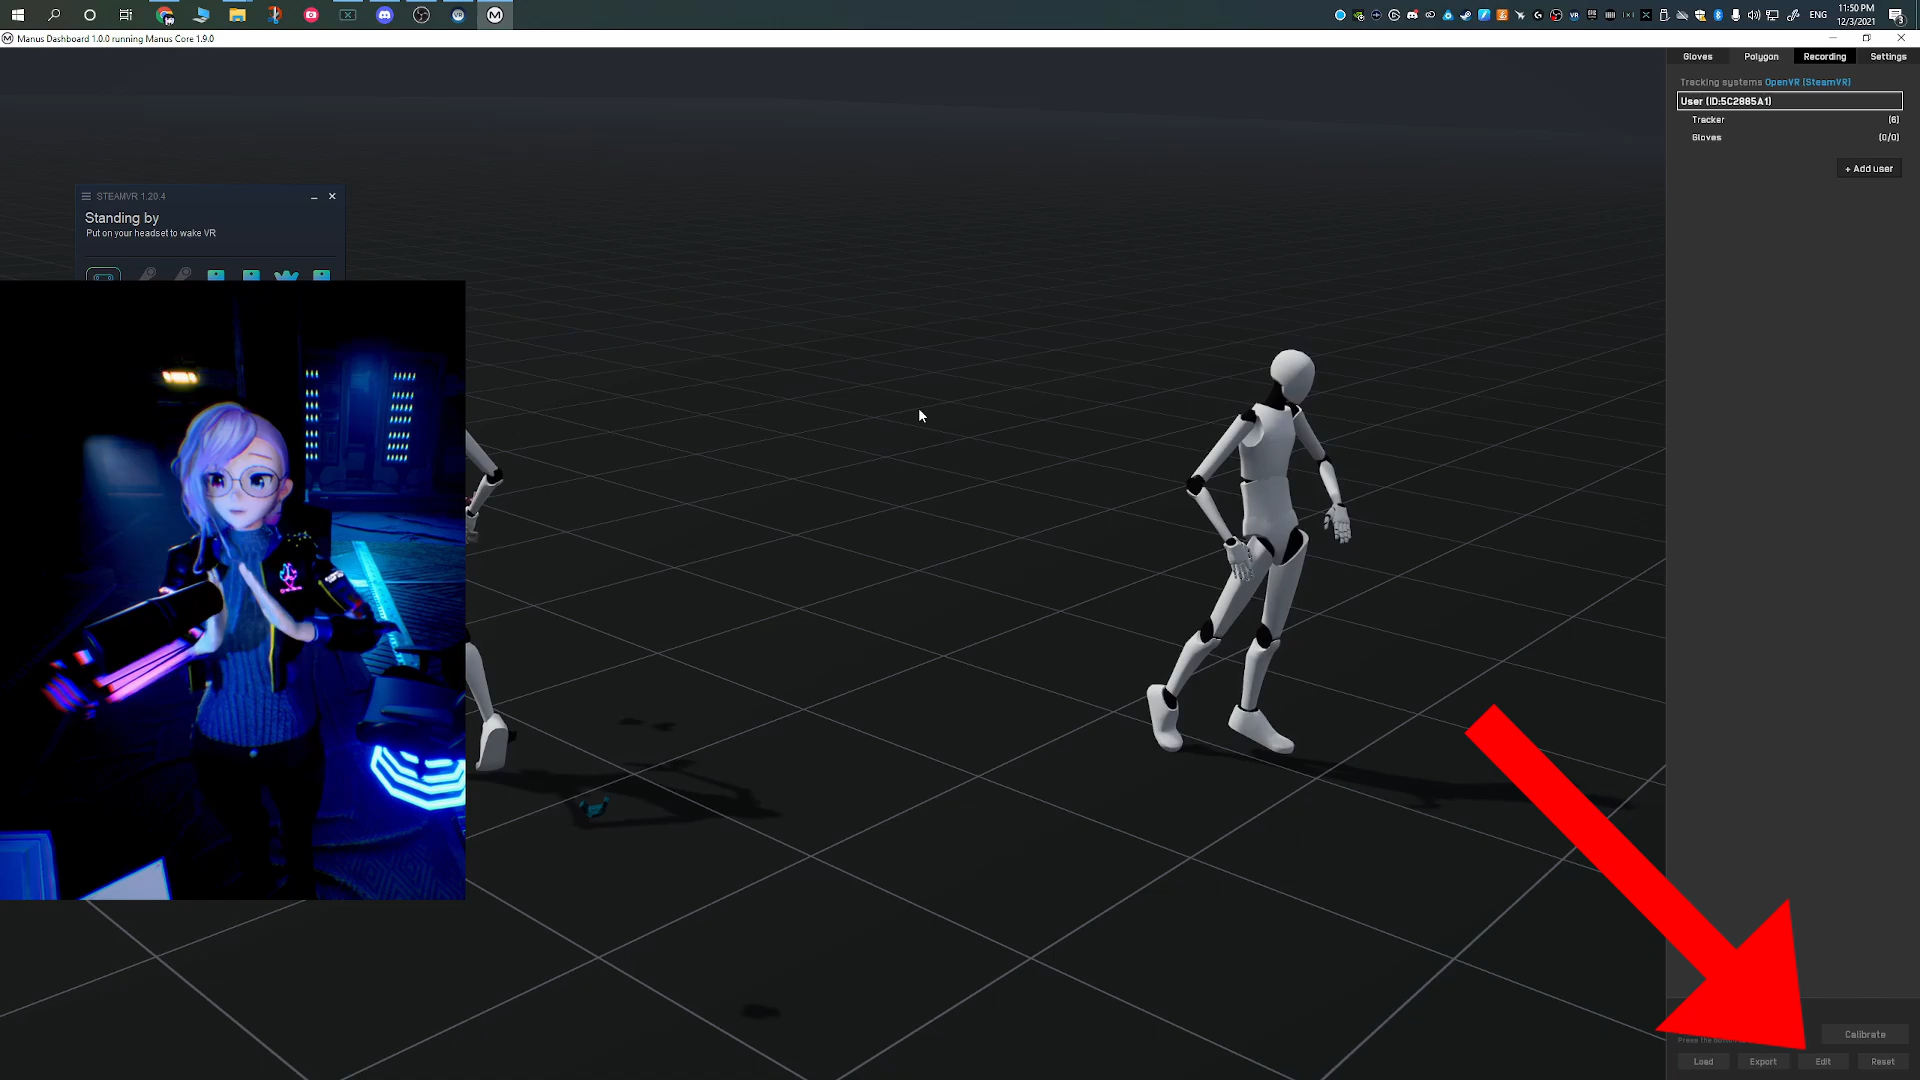 ENG
11:50 PM
12/3/2021
Manus Dashboard 1.0.0 running Manus Core 1.9.0
Gloves Polygon Recording Settings
Tracking systems OpenVR (SteamVR)
User (ID:5C2885A1)
Tracker (6)
Gloves (0/0)
+ Add user
STEAMVR 1.20.4
Standing by
Put on your headset to wake VR
Calibrate
Press the
Load Export Edit Reset